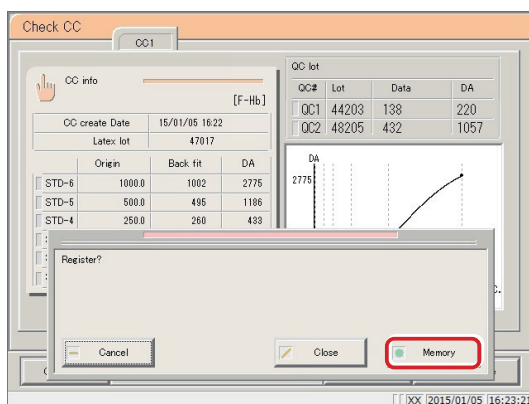 Check CC
CC1
CC info
[F-Hb]
CC create Date 15/01/05 16:22
Latex lot 47017
Origin Back fit DA
STD-6 1000.0 1002 2775
STD-5 500.0 495 1186
STD-4 250.0 260 433
QC lot
QC# Lot Data DA
QC1 44203 138 220
QC2 48205 432 1057
DA
2775
C.
Register?
Cancel
Close
Memory
XX 2015/01/05 16:23:2